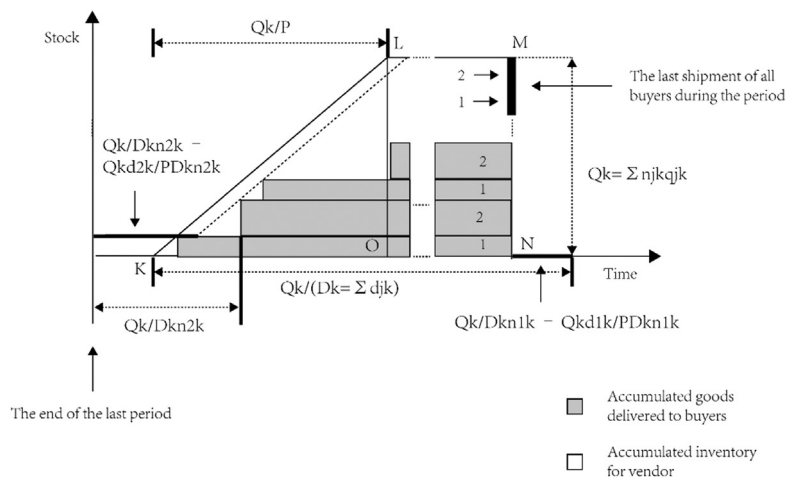 Qk/P
Stock
L
M
2
1
The last shipment of all
buyers during the period
Qk/Dkn2k −
Qkd2k/PDkn2k
Qk=Σnjkqjk
2
1
2
O
1
N
K
Time
Qk/(Dk=Σdjk)
Qk/Dkn2k
Qk/Dkn1k − Qkd1k/PDkn1k
The end of the last period
Accumulated goods
delivered to buyers
Accumulated inventory
for vendor